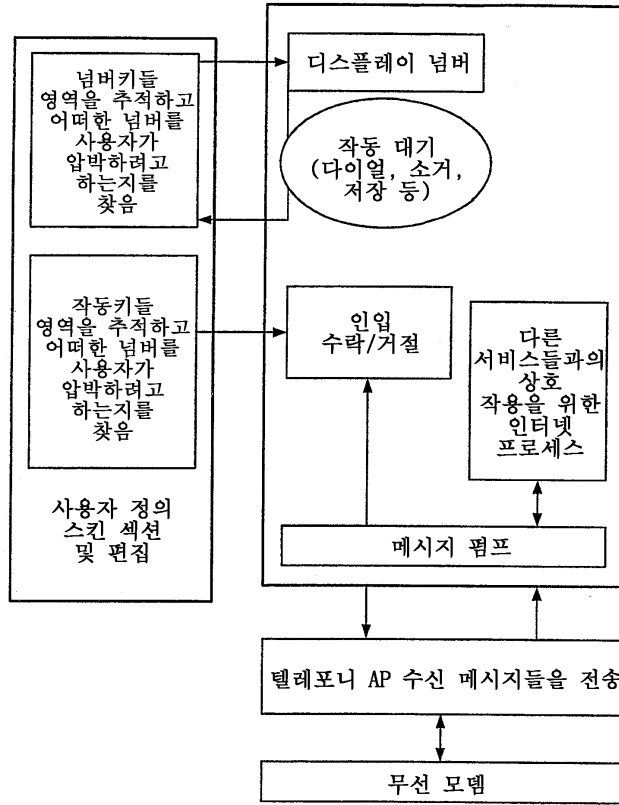 넘버키들
영역을 추적하고
어떠한 넘버를
사용자가
압박하려고
하는지를
찾음
디스플레이 넘버
작동 대기
(다이얼, 소거,
저장 등)
작동키들
영역을 추적하고
어떠한 넘버를
사용자가
압박하려고
하는지를
찾음
인입
수락/거절
다른
서비스들과의
상호
작용을 위한
인터넷
프로세스
사용자 정의
스킨 섹션
및 편집
메시지 펌프
텔레포니 AP 수신 메시지들을 전송
무선 모뎀